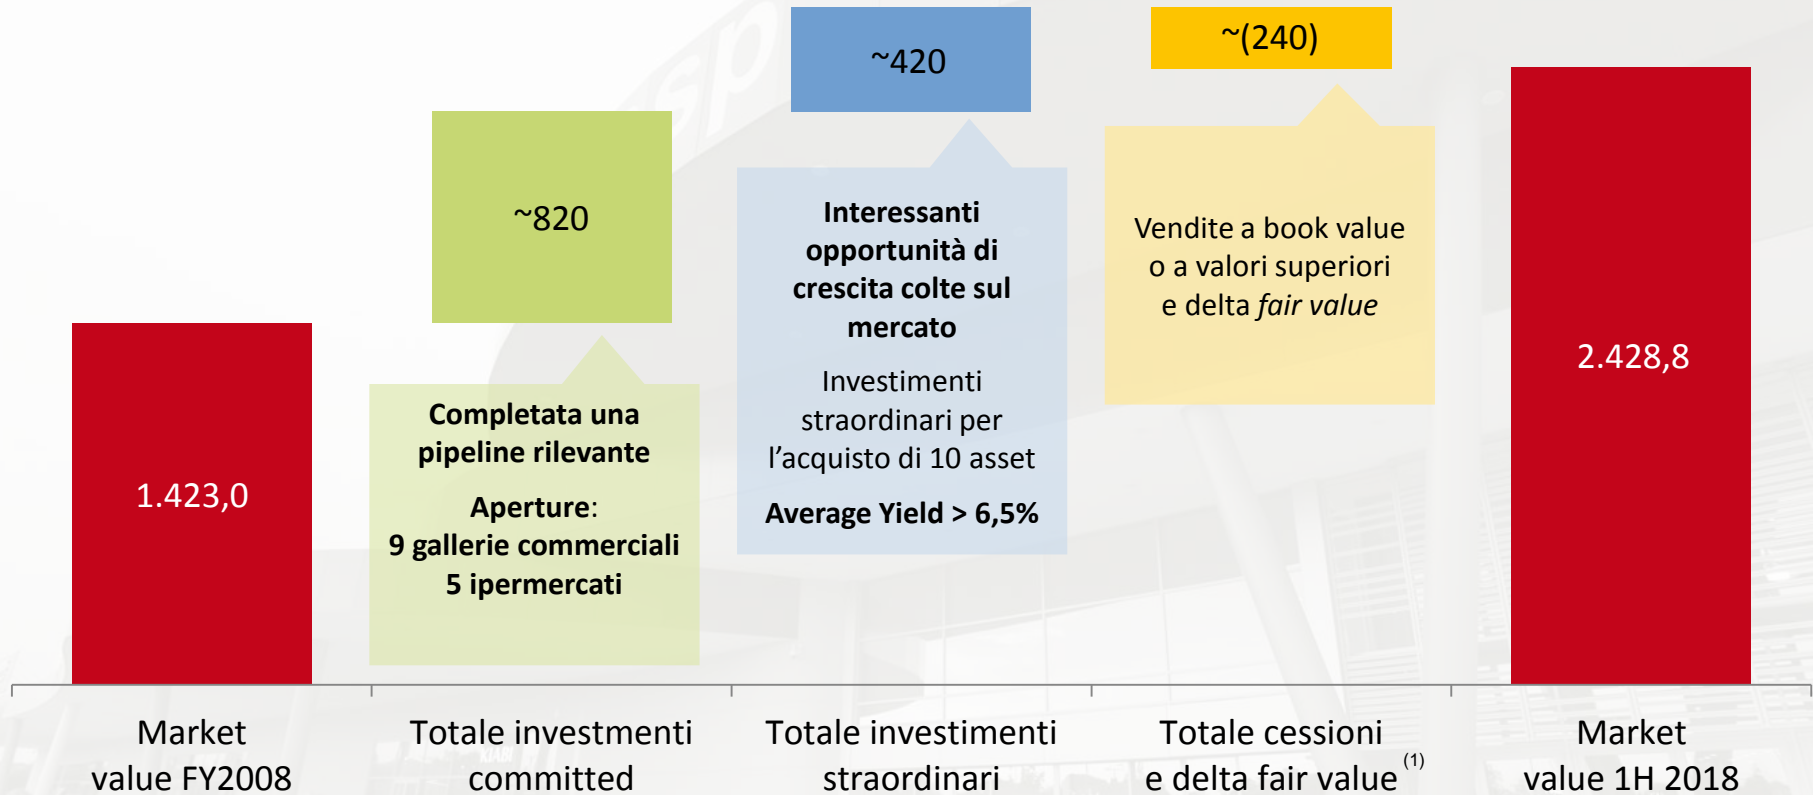 ~420
~(240)
~820
1.423,0
2.428,8
Completata una
pipeline rilevante
Aperture:
9 gallerie commerciali
5 ipermercati
Interessanti
opportunità di
crescita colte sul
mercato
Investimenti
straordinari per
l’acquisto di 10 asset
Average Yield > 6,5%
Vendite a book value
o a valori superiori
e delta fair value
Market
value FY2008
Totale investmenti
committed
Totale investimenti
straordinari
Totale cessioni
e delta fair value (1)
Market
value 1H 2018